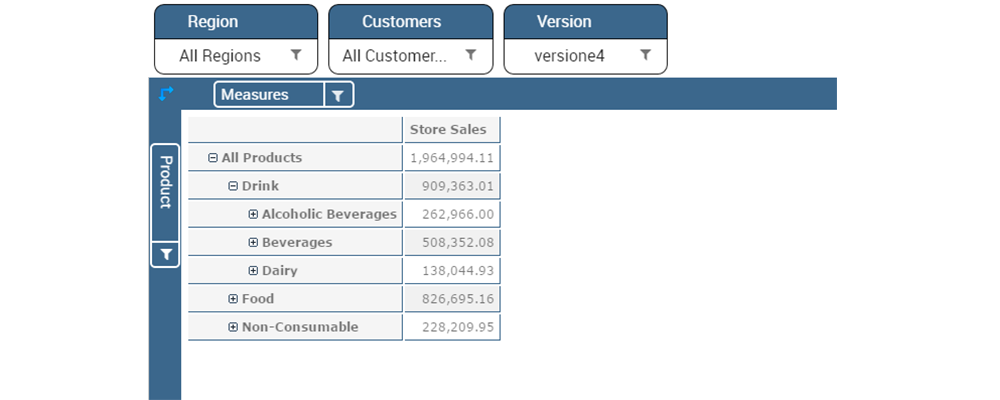 Region Customers Version
All Regions All Customer... versione4
Measures
Product
Store Sales
All Products 1,964,994.11
Drink 909,363.01
Alcoholic Beverages 262,966.00
Beverages 508,352.08
Dairy 138,044.93
Food 826,695.16
Non-Consumable 228,209.95